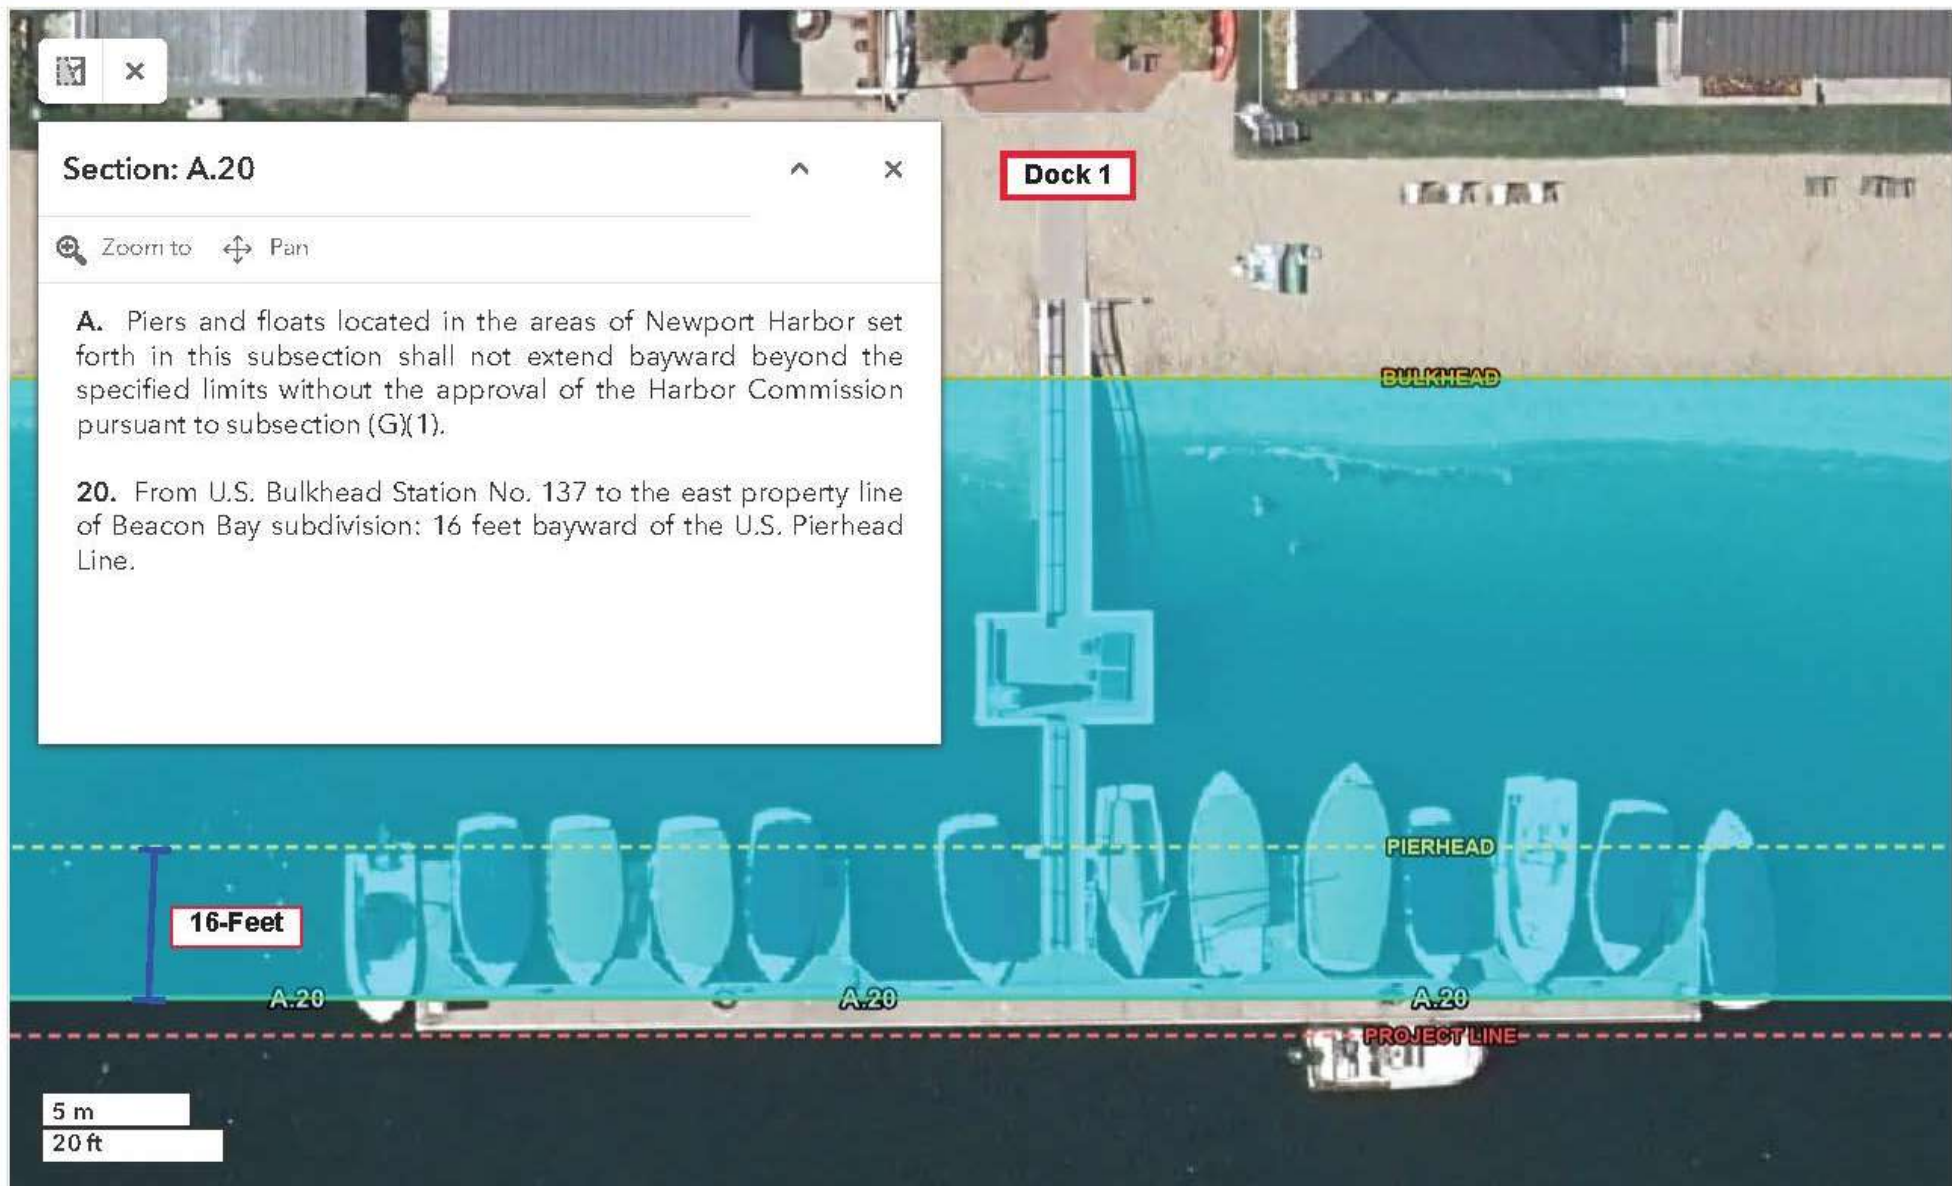 Section: A.20
Zoom to Pan
A. Piers and floats located in the areas of Newport Harbor set
forth in this subsection shall not extend bayward beyond the
specified limits without the approval of the Harbor Commission
pursuant to subsection (G)(1).
20. From U.S. Bulkhead Station No. 137 to the east property line
of Beacon Bay subdivision: 16 feet bayward of the U.S. Pierhead
Line.
Dock 1
BULKHEAD
PIERHEAD
16-Feet
A.20 A.20 A.20
PROJECT LINE
5 m
20 ft